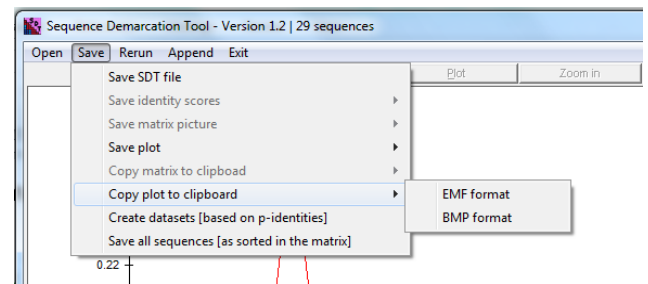 Sequence Demarcation Tool - Version 1.2 | 29 sequences
Open Save Rerun Append Exit
Plot Zoom in
Save SDT file
Save identity scores
Save matrix picture
Save plot
Copy matrix to clipboad
Copy plot to clipboard
EMF format
BMP format
Create datasets [based on p-identities]
Save all sequences [as sorted in the matrix]
0.22